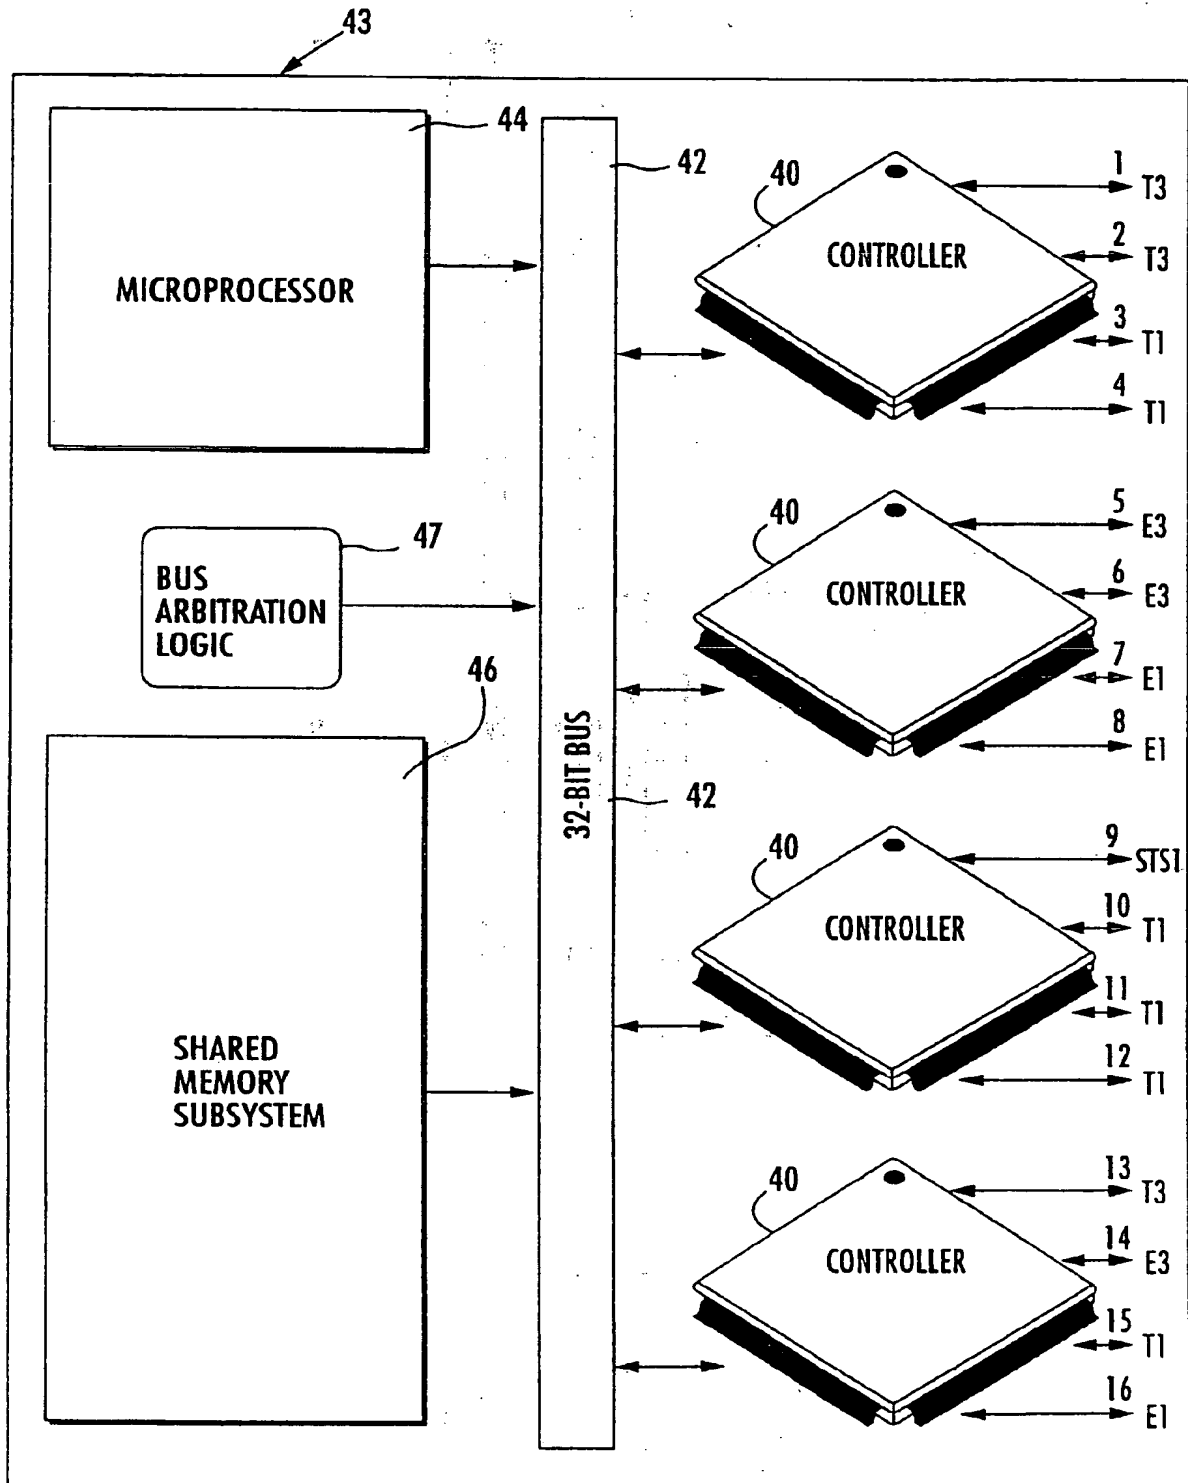 43
44
MICROPROCESSOR
47
BUS
ARBITRATION
LOGIC
46
SHARED
MEMORY
SUBSYSTEM
42
32-BIT BUS
42
40
CONTROLLER
1
T3
2
T3
3
T1
4
T1
40
CONTROLLER
5
E3
6
E3
7
E1
8
E1
40
CONTROLLER
9
STS1
10
T1
11
T1
12
T1
40
CONTROLLER
13
T3
14
E3
15
T1
16
E1